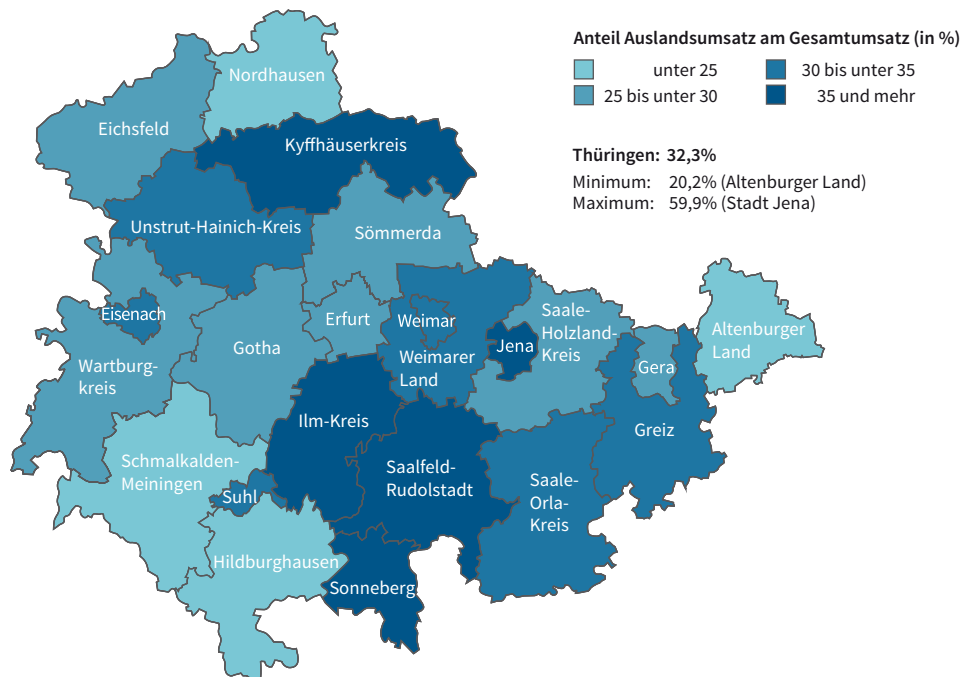 Anteil Auslandsumsatz am Gesamtumsatz (in %)
unter 25
30 bis unter 35
25 bis unter 30
35 und mehr
Thüringen: 32,3%
Minimum: 20,2% (Altenburger Land)
Maximum: 59,9% (Stadt Jena)
Nordhausen
Eichsfeld
Kyffhäuserkreis
Unstrut-Hainich-Kreis
Sömmerda
Eisenach
Wartburg-
kreis
Gotha
Erfurt
Weimar
Weimarer
Land
Jena
Saale-
Holzland-
Kreis
Gera
Altenburger
Land
Greiz
Ilm-Kreis
Schmalkalden-
Meiningen
Suhl
Saalfeld-
Rudolstadt
Saale-
Orla-
Kreis
Hildburghausen
Sonneberg